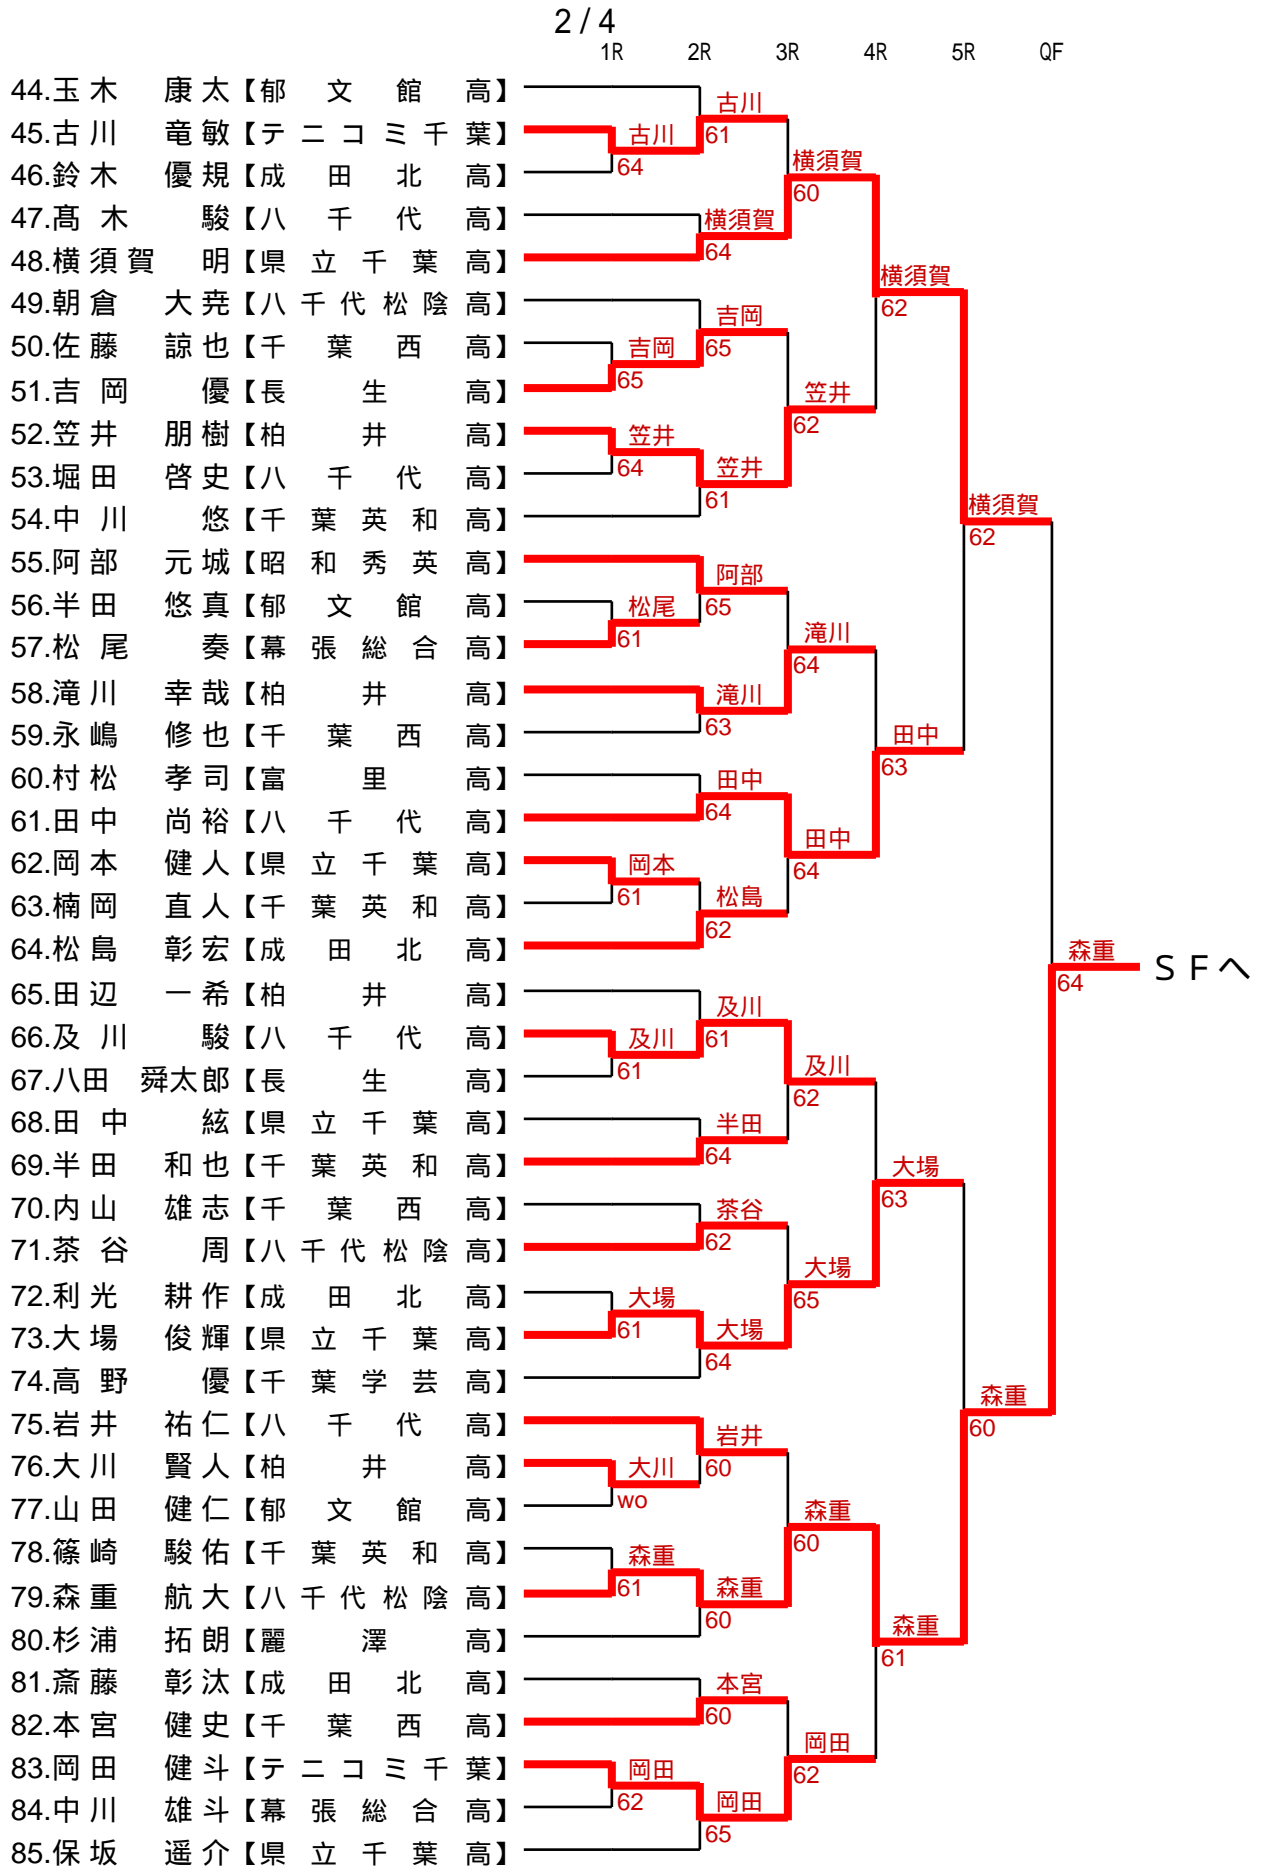 2 / 4
1R 2R 3R 4R 5R QF
44.玉木 康太【郁文館高】
古川
45.古川 竜敏【テニコミ千葉】 古川 61
46.鈴木 優規【成田北高】 64 横須賀
60
47.髙木 駿【八千代高】 横須賀
48.横須賀 明【県立千葉高】 64
横須賀
49.朝倉 大尭【八千代松陰高】 吉岡 62
50.佐藤 諒也【千葉西高】 吉岡 65
51.吉岡 優【長生高】 65 笠井
52.笠井 朋樹【柏井高】 笠井 62
53.堀田 啓史【八千代高】 64 笠井
61
54.中川 悠【千葉英和高】 横須賀
62
55.阿部 元城【昭和秀英高】 阿部
56.半田 悠真【郁文館高】 松尾 65
57.松尾 奏【幕張総合高】 61 滝川
64
58.滝川 幸哉【柏井高】 滝川
59.永嶋 修也【千葉西高】 63 田中
60.村松 孝司【富里高】 田中 63
61.田中 尚裕【八千代高】 64 田中
62.岡本 健人【県立千葉高】 岡本 64
63.楠岡 直人【千葉英和高】 61 松島
64.松島 彰宏【成田北高】 62 森重 ＳＦへ
64
65.田辺 一希【柏井高】 及川
66.及川 駿【八千代高】 及川 61
67.八田 舜太郎【長生高】 61 及川
62
68.田中 絃【県立千葉高】 半田
69.半田 和也【千葉英和高】 64 大場
63
70.内山 雄志【千葉西高】 茶谷
71.茶谷 周【八千代松陰高】 62 大場
72.利光 耕作【成田北高】 大場 65
73.大場 俊輝【県立千葉高】 61 大場
64
74.高野 優【千葉学芸高】 森重
60
75.岩井 祐仁【八千代高】 岩井
76.大川 賢人【柏井高】 大川 60
77.山田 健仁【郁文館高】 wo 森重
60
78.篠崎 駿佑【千葉英和高】 森重
79.森重 航大【八千代松陰高】 61 森重
60
80.杉浦 拓朗【麗澤高】 森重
61
81.斎藤 彰汰【成田北高】 本宮
82.本宮 健史【千葉西高】 60 岡田
83.岡田 健斗【テニコミ千葉】 岡田 62
84.中川 雄斗【幕張総合高】 62 岡田
65
85.保坂 遥介【県立千葉高】